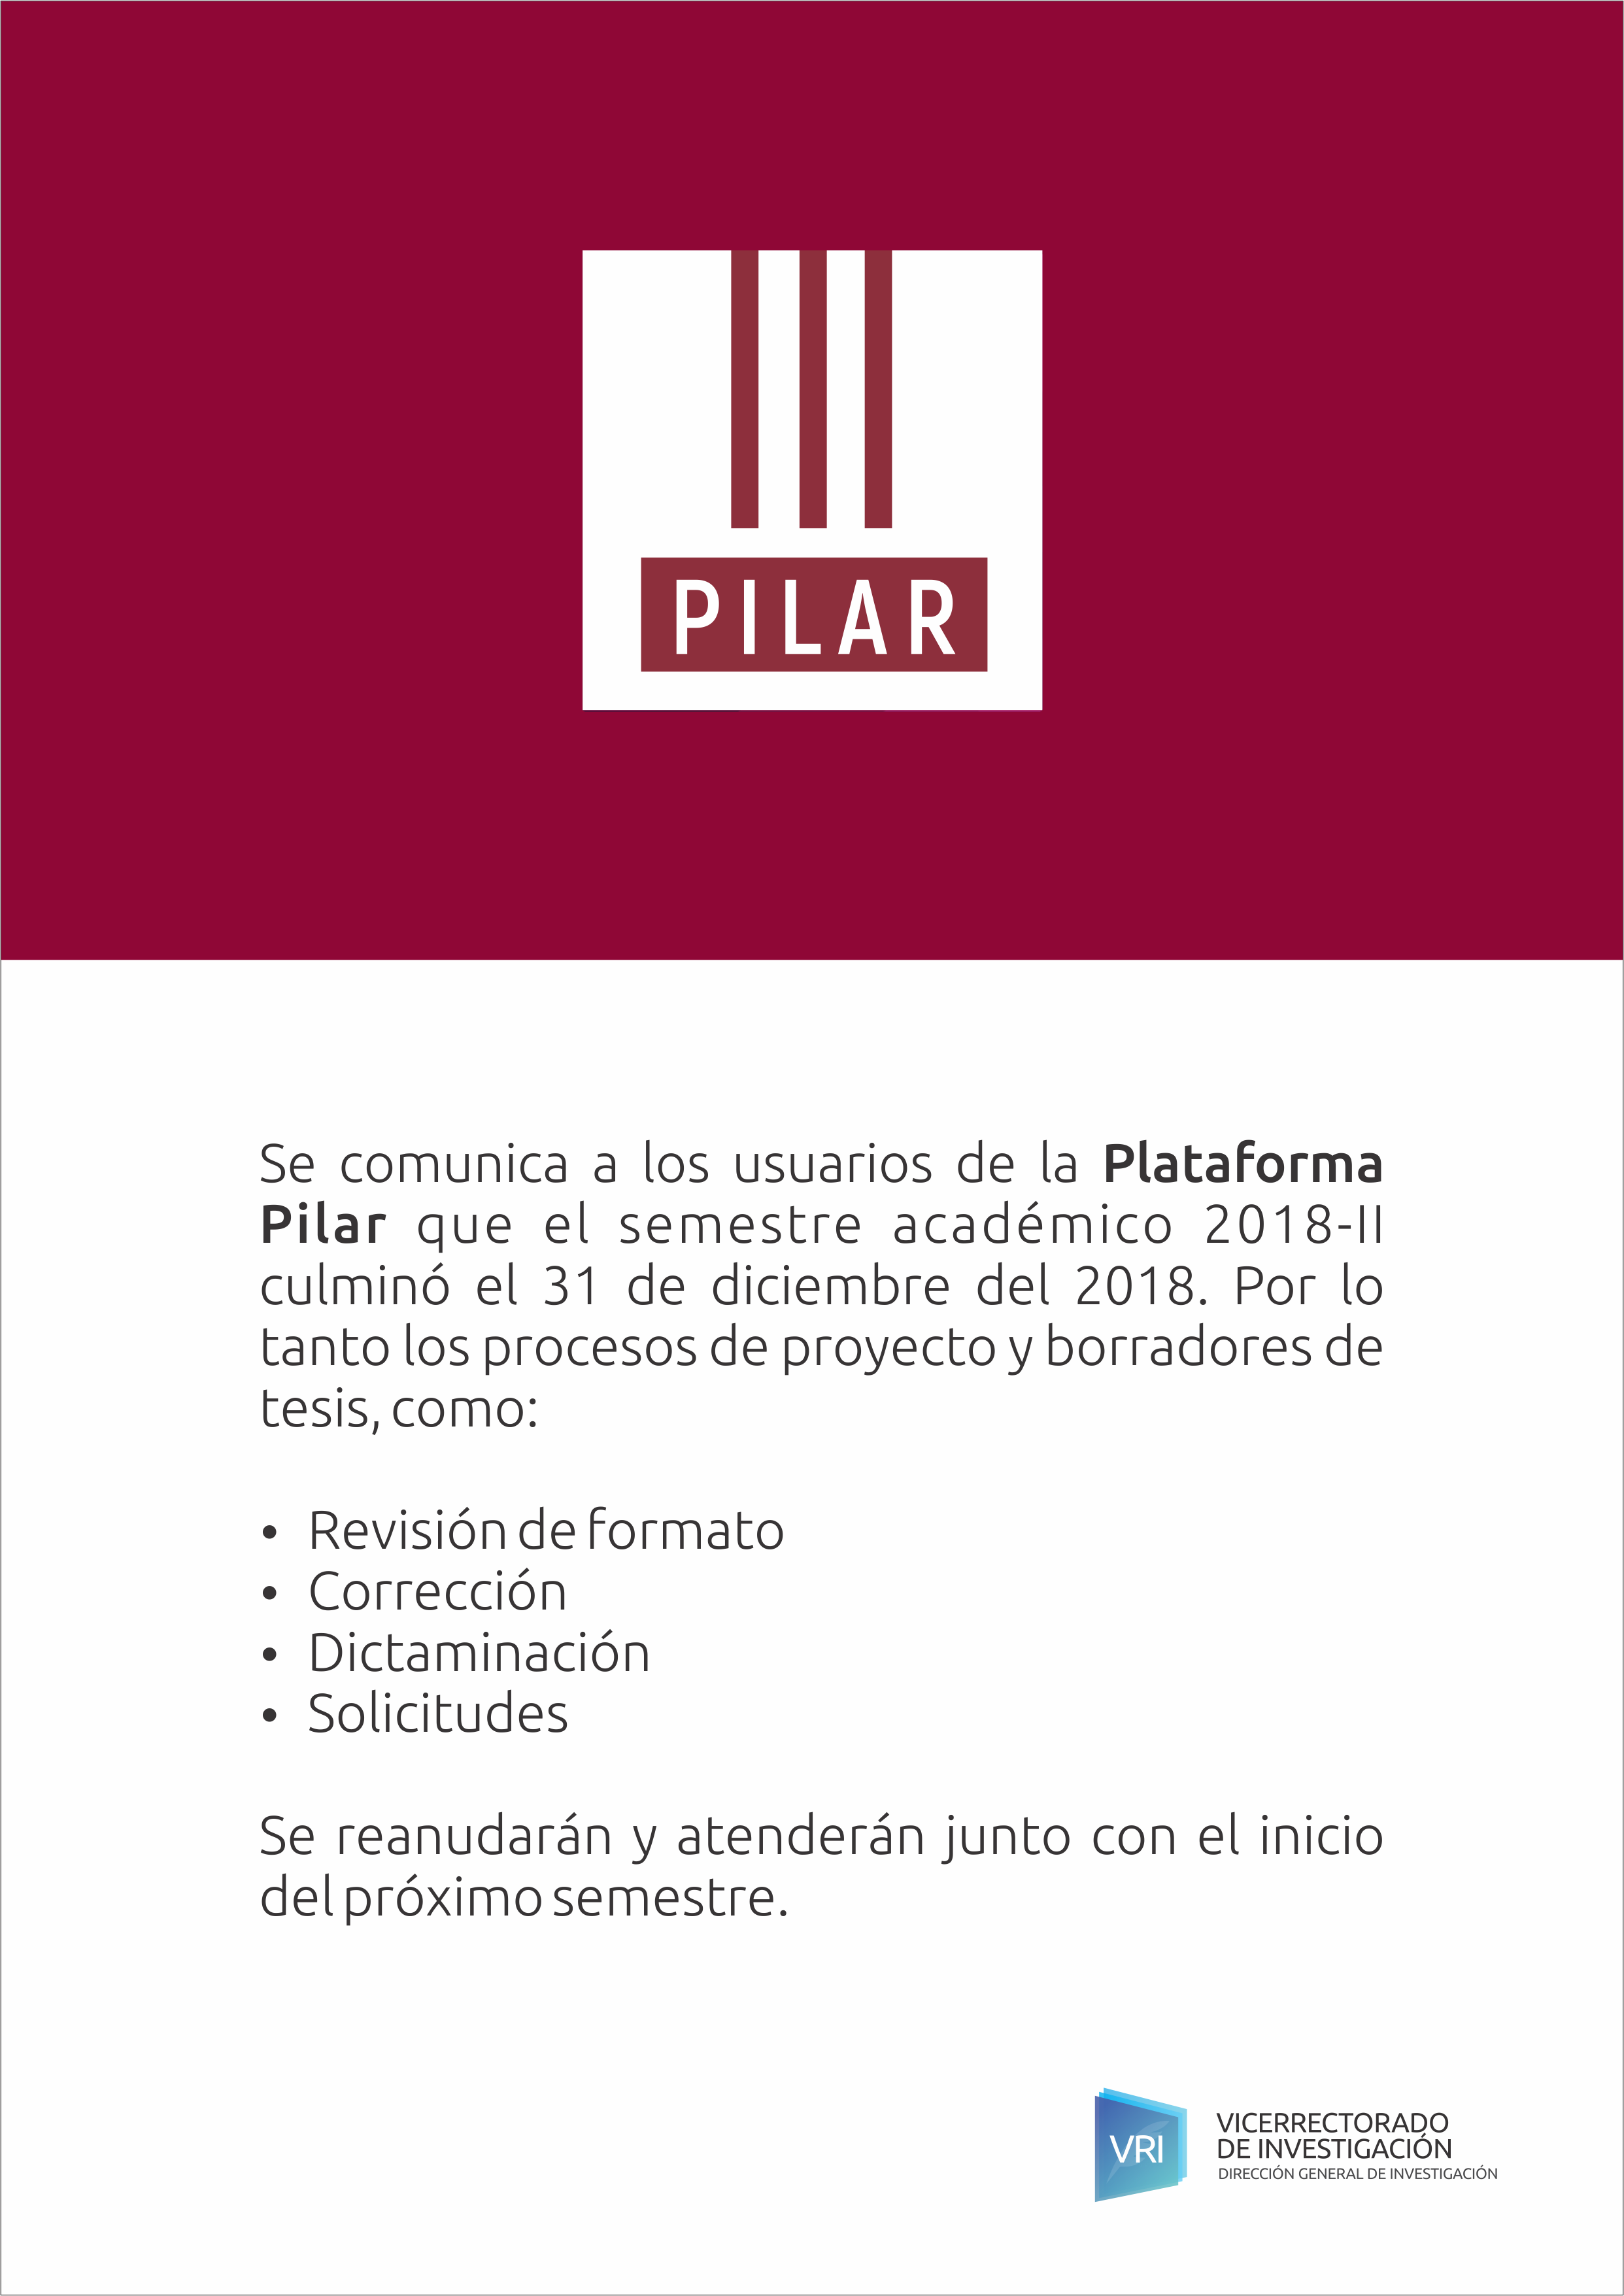 PILAR
Se comunica a los usuarios de la Plataforma
Pilar que el semestre académico 2018-II
culminó el 31 de diciembre del 2018. Por lo
tanto los procesos de proyecto y borradores de
tesis, como:
• Revisión de formato
• Corrección
• Dictaminación
• Solicitudes
Se reanudarán y atenderán junto con el inicio
del próximo semestre.
VRI
VICERRECTORADO
DE INVESTIGACIÓN
DIRECCIÓN GENERAL DE INVESTIGACIÓN